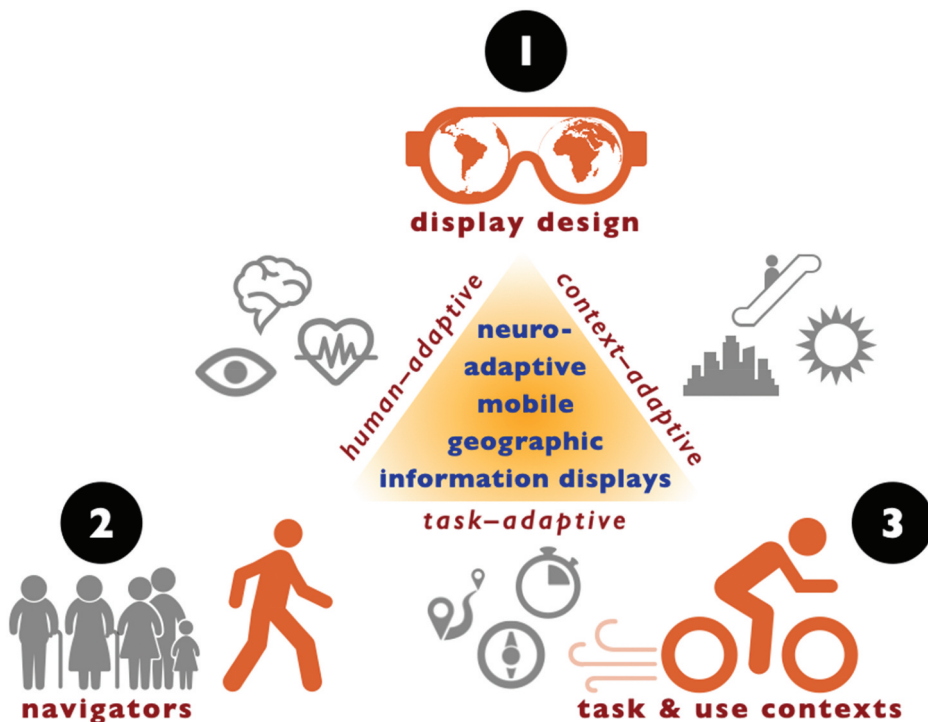 1
display design
human–adaptive
context–adaptive
neuro-
adaptive
mobile
geographic
information displays
task–adaptive
2
3
navigators
task & use contexts